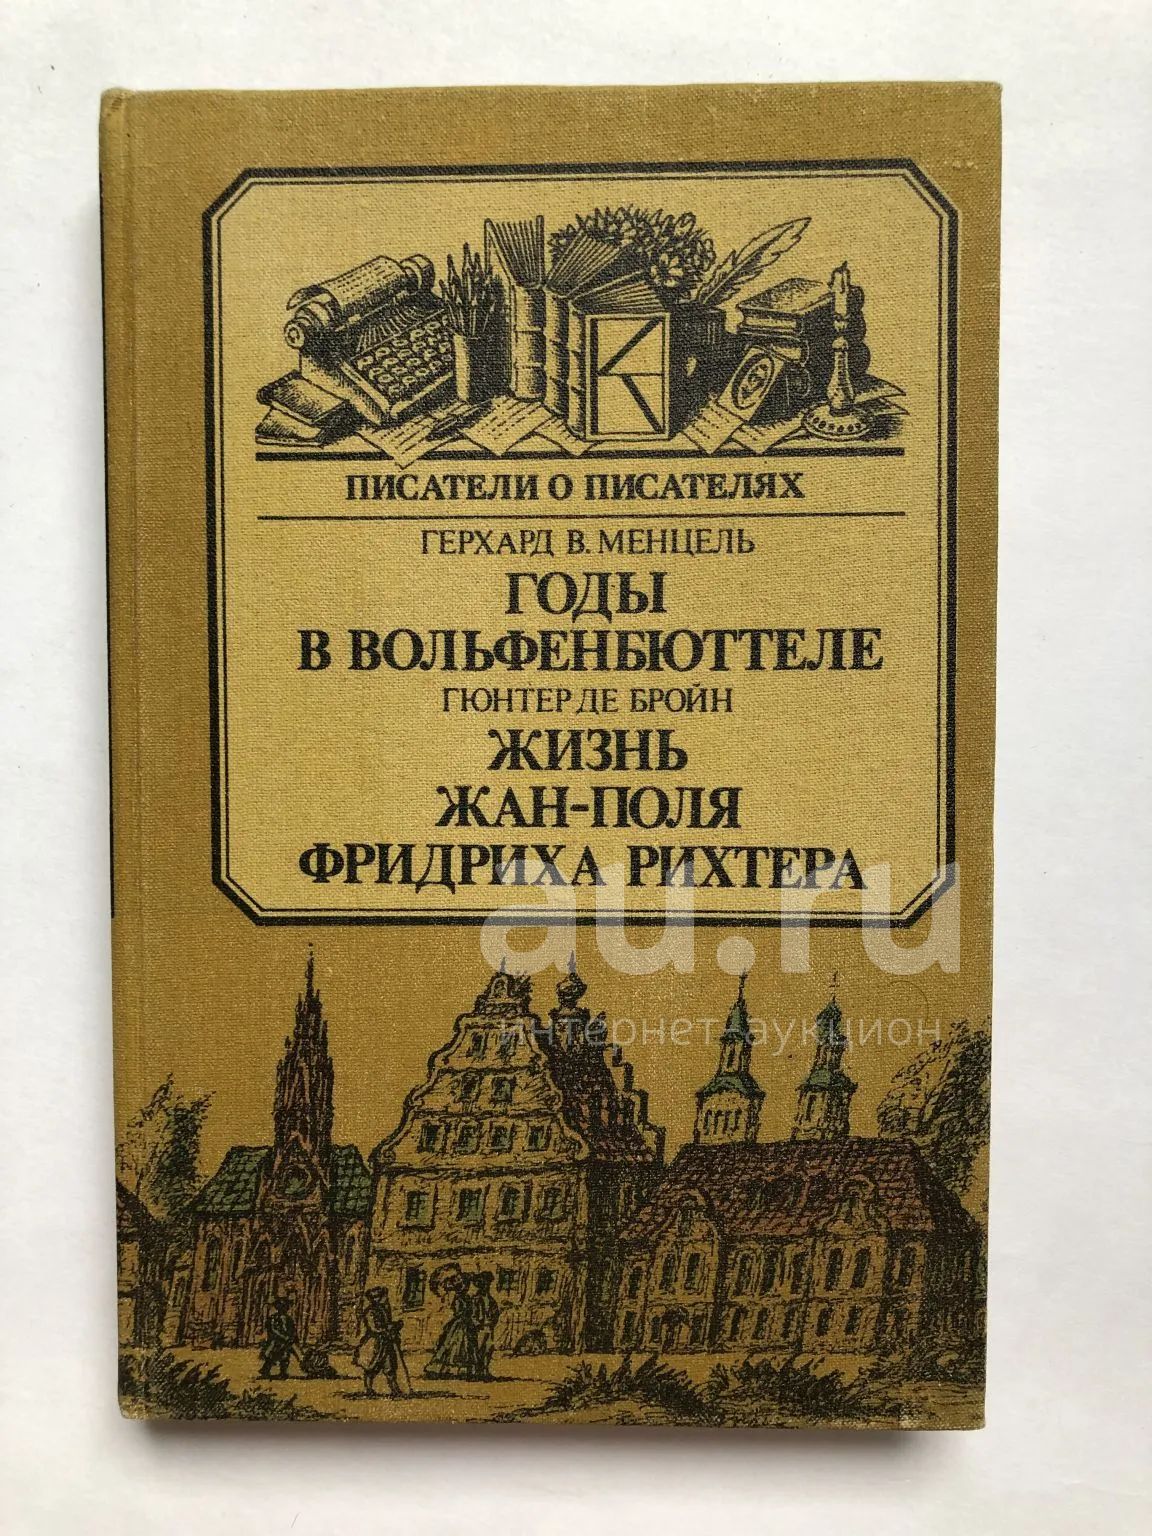 К
ПИСАТЕЛИ О ПИСАТЕЛЯХ
ГЕРХАРД В. МЕНЦЕЛЬ
ГОДЫ
В ВОЛЬФЕНБЮТТЕЛЕ
ГЮНТЕР ДЕ БРОЙН
ЖИЗНЬ
ЖАН-ПОЛЯ
ФРИДРИХА РИХТЕРА
au.ru
интернет-аукцион